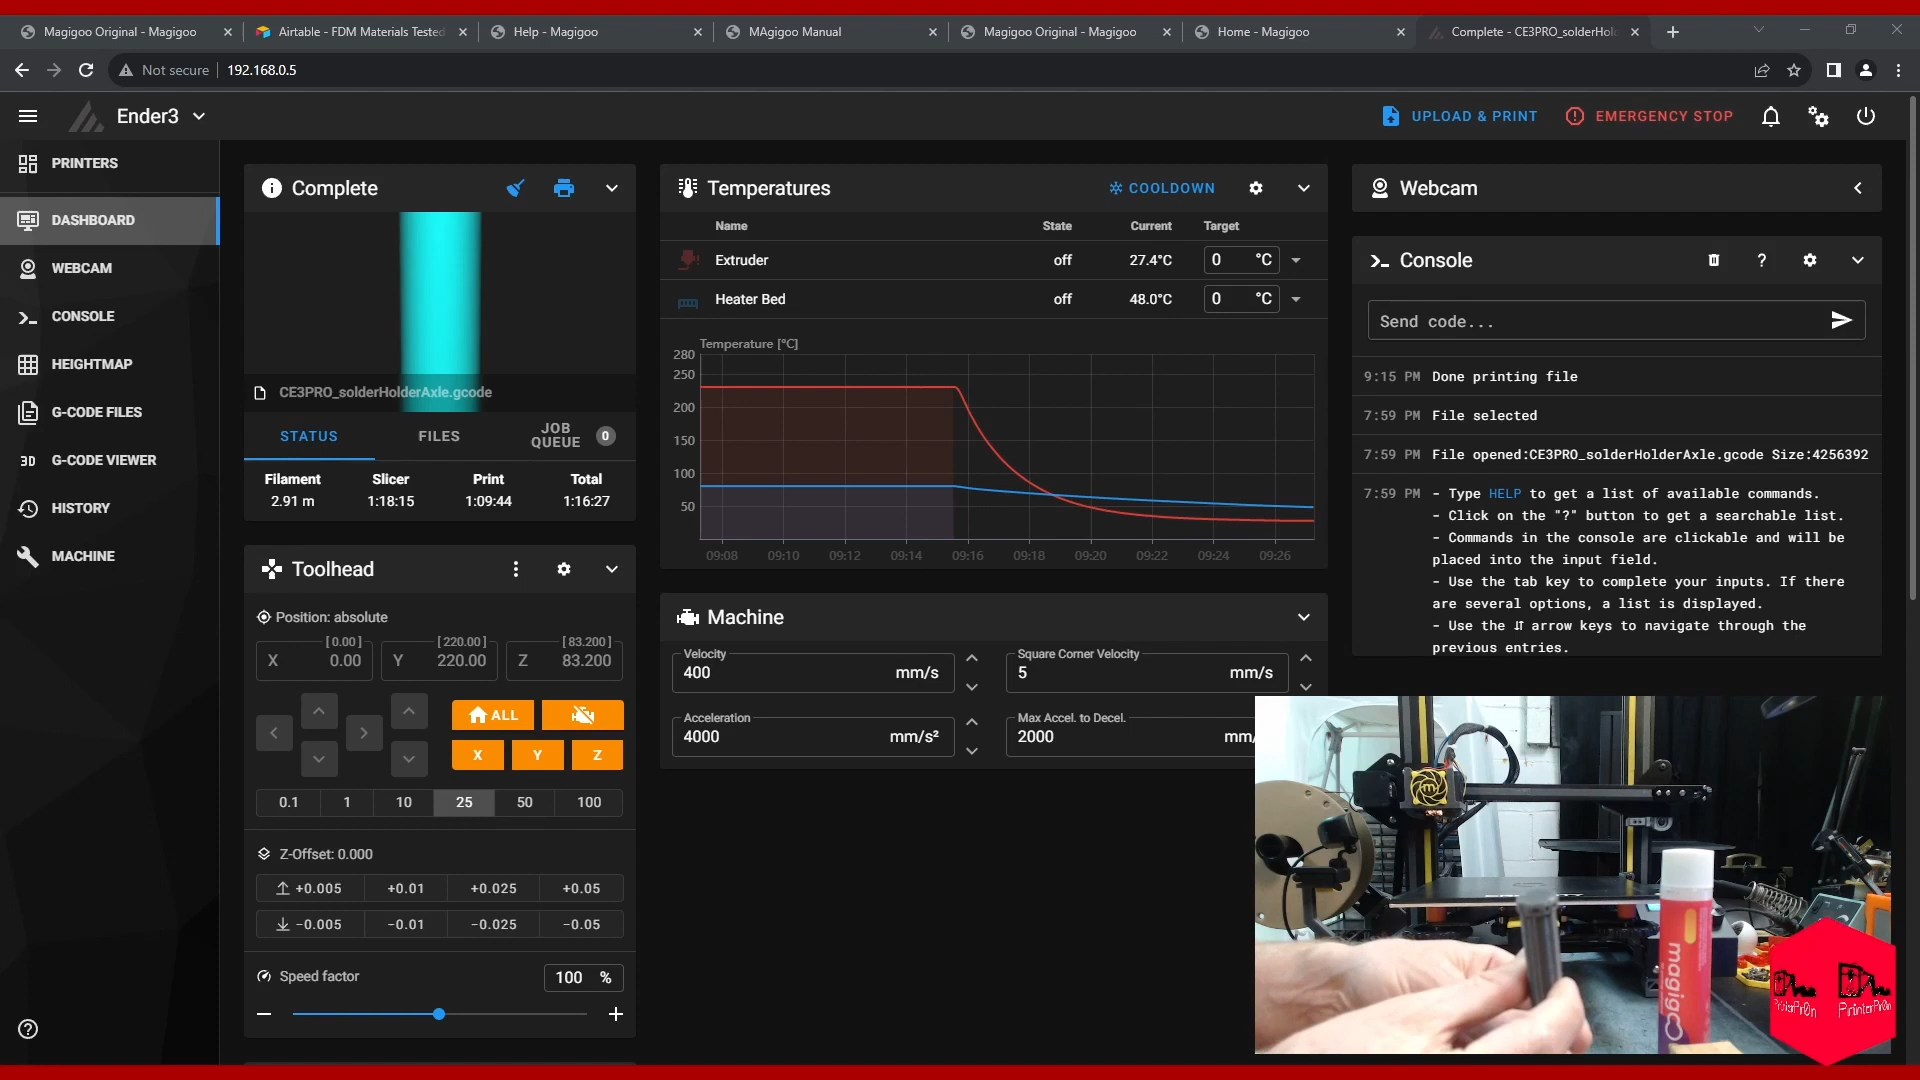 Magigoo Original - Magigoo
Airtable - FDM Materials Tested
Help - Magigoo
MAgigoo Manual
Magigoo Original - Magigoo
Home - Magigoo
Complete - CE3PRO_solderHol
Not secure
192.168.0.5
Ender3
UPLOAD & PRINT
EMERGENCY STOP
PRINTERS
DASHBOARD
WEBCAM
CONSOLE
HEIGHTMAP
G-CODE FILES
3D G-CODE VIEWER
HISTORY
MACHINE
Complete
CE3PRO_solderHolderAxle.gcode
STATUS
FILES
JOB QUEUE 0
Filament Slicer Print Total
2.91 m 1:18:15 1:09:44 1:16:27
Toolhead
Position: absolute
[0.00] [220.00] [83.200]
X 0.00 Y 220.00 Z 83.200
ALL
X Y Z
0.1 1 10 25 50 100
Z-Offset: 0.000
+0.005 +0.01 +0.025 +0.05
−0.005 −0.01 −0.025 −0.05
Speed factor 100 %
Temperatures
COOLDOWN
Name State Current Target
Extruder off 27.4°C 0 °C
Heater Bed off 48.0°C 0 °C
Temperature [°C]
280
250
200
150
100
50
09:08 09:10 09:12 09:14 09:16 09:18 09:20 09:22 09:24 09:26
Machine
Velocity
400 mm/s
Square Corner Velocity
5 mm/s
Acceleration
4000 mm/s²
Max Accel. to Decel.
2000 mm/
Webcam
Console
Send code...
9:15 PM Done printing file
7:59 PM File selected
7:59 PM File opened:CE3PRO_solderHolderAxle.gcode Size:4256392
7:59 PM - Type HELP to get a list of available commands.
- Click on the "?" button to get a searchable list.
- Commands in the console are clickable and will be
placed into the input field.
- Use the tab key to complete your inputs. If there
are several options, a list is displayed.
- Use the ⇵ arrow keys to navigate through the
previous entries.
magigoo
PrinterPr0n
PrinterPr0n